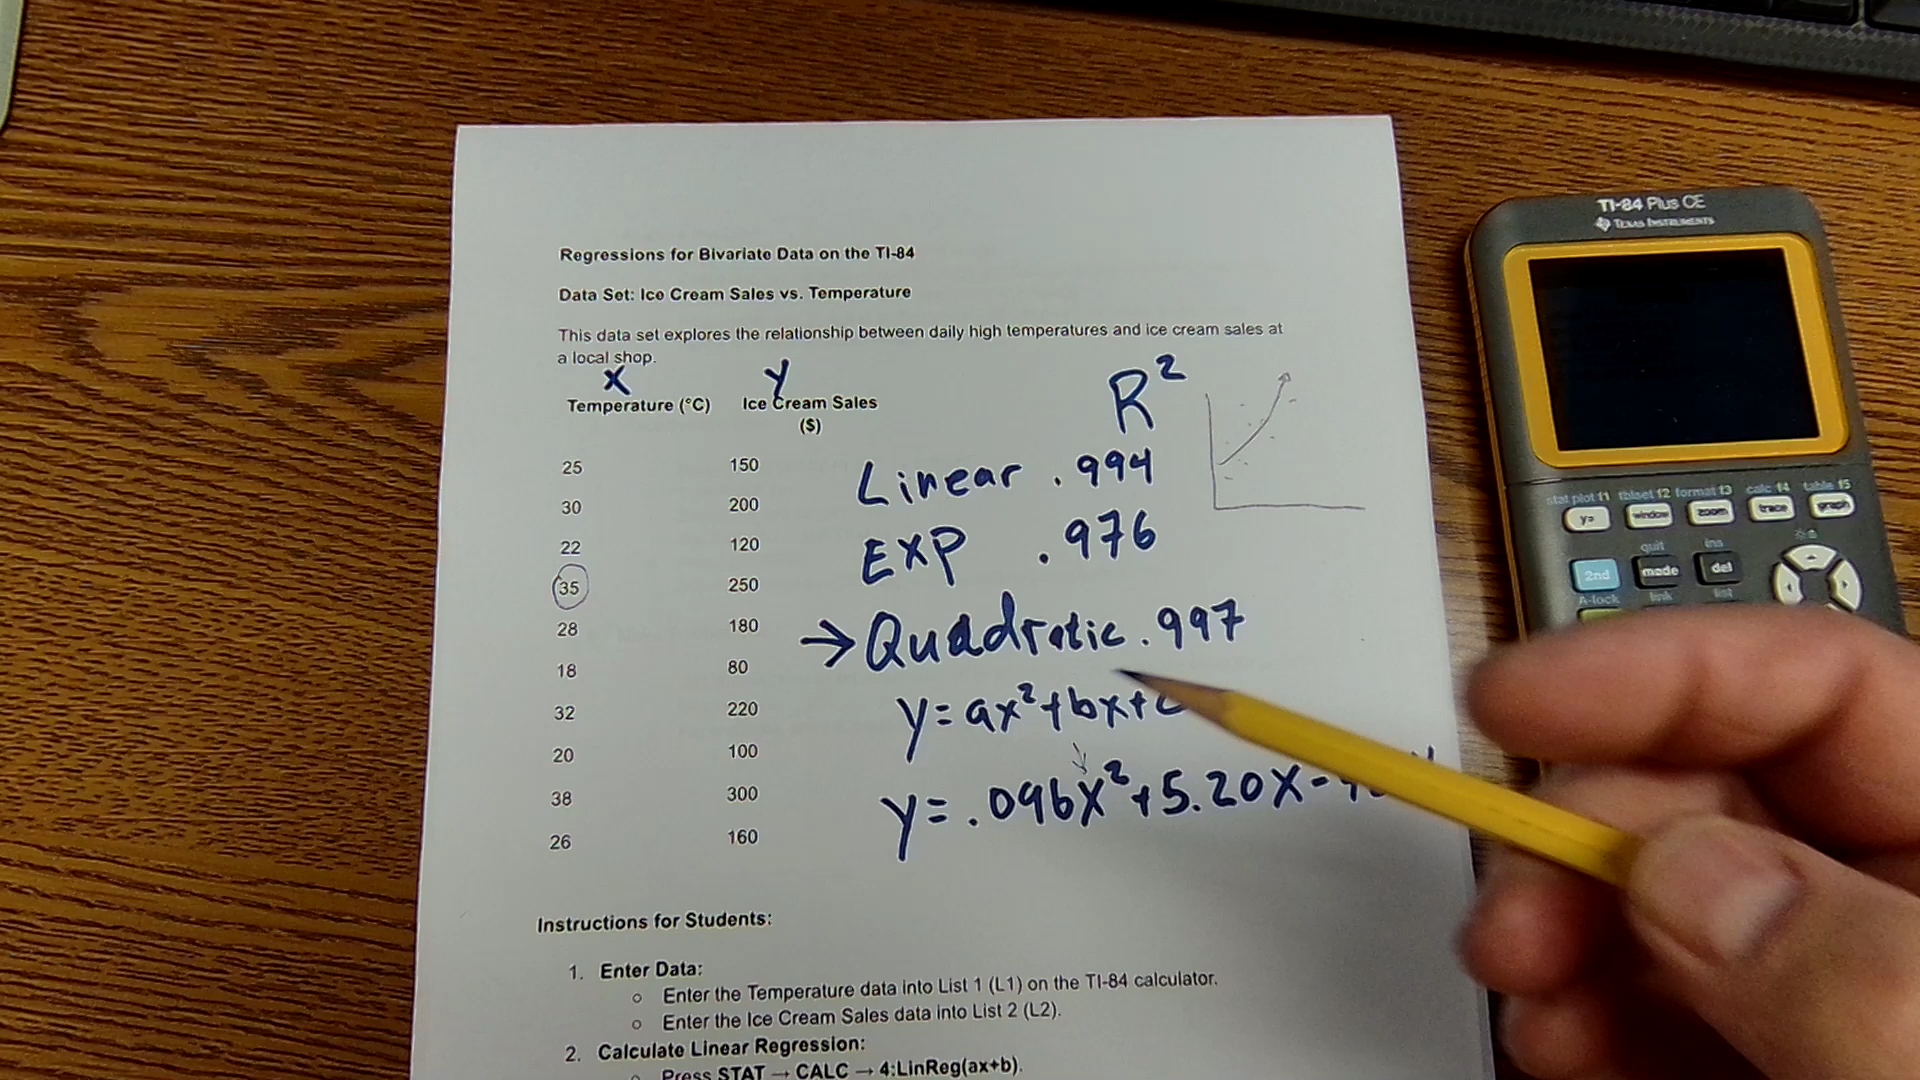 Regressions for Bivariate Data on the TI-84
Data Set: Ice Cream Sales vs. Temperature
This data set explores the relationship between daily high temperatures and ice cream sales at
a local shop.
X Y
Temperature (°C) Ice Cream Sales
($)
R²
25 150
Linear .994
30 200
22 120
EXP .976
35 250
28 180
→ Quadratic .997
18 80
32 220
y=ax²+bx+c
20 100
38 300
y=.096x²+5.20x-
26 160
Instructions for Students:
1. Enter Data:
○ Enter the Temperature data into List 1 (L1) on the TI-84 calculator.
○ Enter the Ice Cream Sales data into List 2 (L2).
2. Calculate Linear Regression:
○ Press STAT → CALC → 4:LinReg(ax+b).
TI-84 Plus CE
TEXAS INSTRUMENTS
stat plot f1 tblset f2 format f3 calc f4 table f5
y= window zoom trace graph
quit ins
2nd mode del
A-lock link list